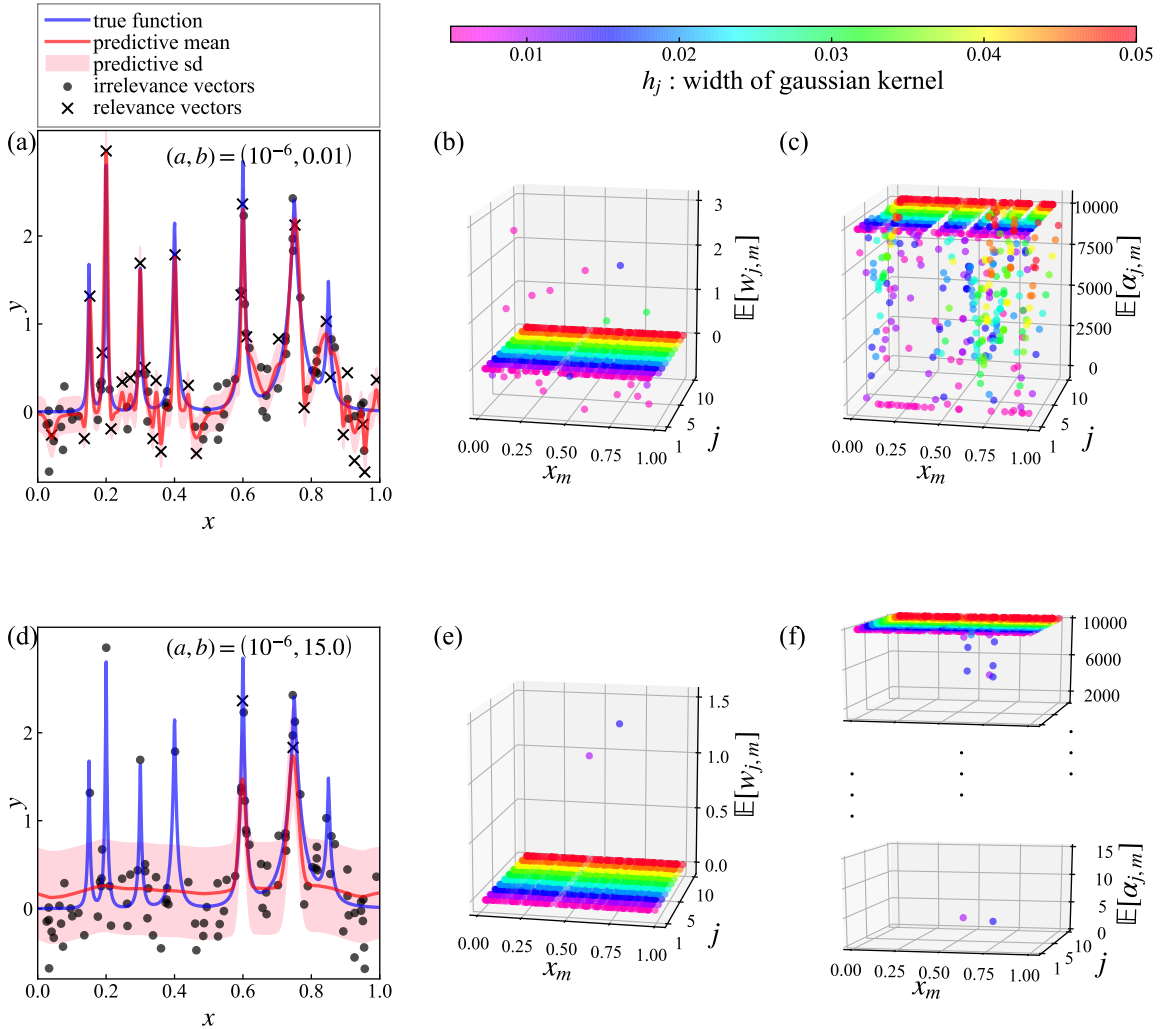 true function
predictive mean
predictive sd
irrelevance vectors
relevance vectors
0.01 0.02 0.03 0.04 0.05
h_j : width of gaussian kernel
(a)
(a, b) = (10^{-6}, 0.01)
y
2
1
0
0.0 0.2 0.4 0.6 0.8 1.0
x
(b)
3
2
1
0
𝔼[w_{j,m}]
10
5
1
j
0.00 0.25 0.50 0.75 1.00
x_m
(c)
10000
7500
5000
2500
0
𝔼[α_{j,m}]
10
5
1
j
0.00 0.25 0.50 0.75 1.00
x_m
(d)
(a, b) = (10^{-6}, 15.0)
y
2
1
0
0.0 0.2 0.4 0.6 0.8 1.0
x
(e)
1.5
1.0
0.5
0.0
𝔼[w_{j,m}]
10
5
1
j
0.00 0.25 0.50 0.75 1.00
x_m
(f)
10000
6000
2000
15
10
5
0
𝔼[α_{j,m}]
10
5
1
j
0.00 0.25 0.50 0.75 1.00
x_m